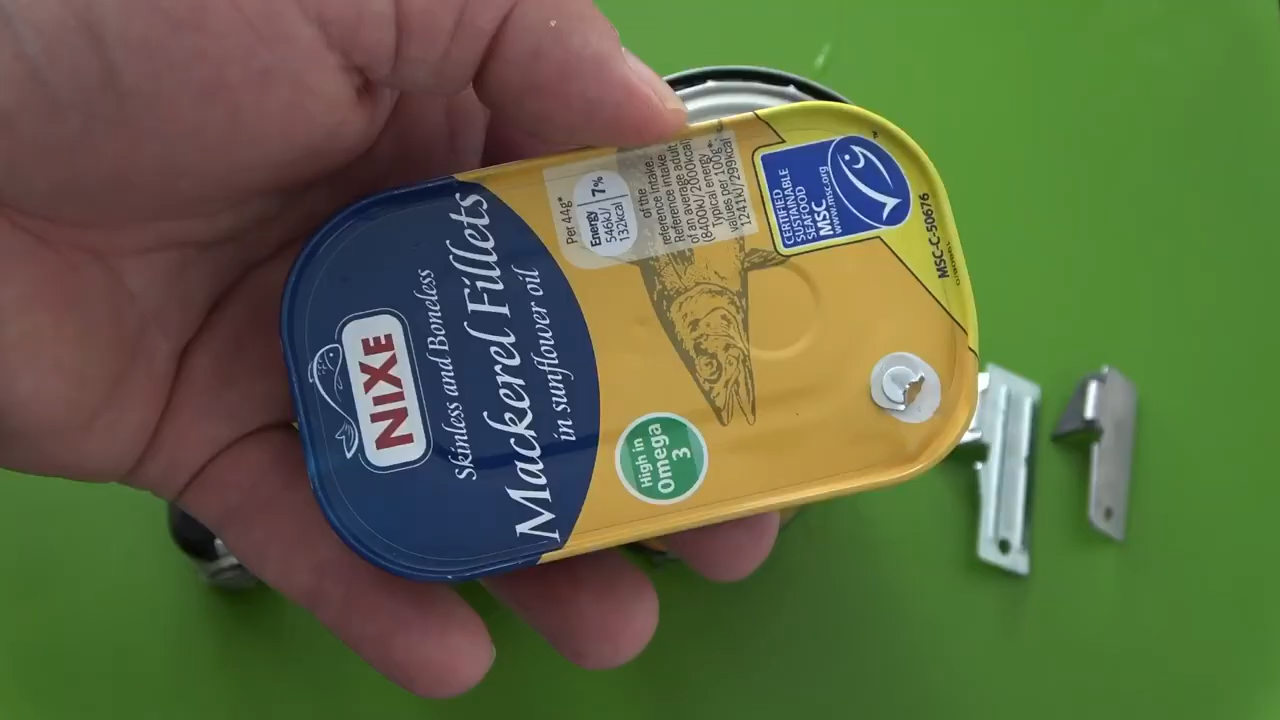 NIXE
Skinless and Boneless
Mackerel Fillets
in sunflower oil
Per 44g*
Energy
546kJ/
132kcal
7%
of the
reference intake.
Reference intake
of an average adult
(8400kJ/2000kcal)
Typical energy
values per 100g*:
1241kJ/299kcal
High in
Omega
3
CERTIFIED
SUSTAINABLE
SEAFOOD
MSC
www.msc.org
TM
MSC-C-50676